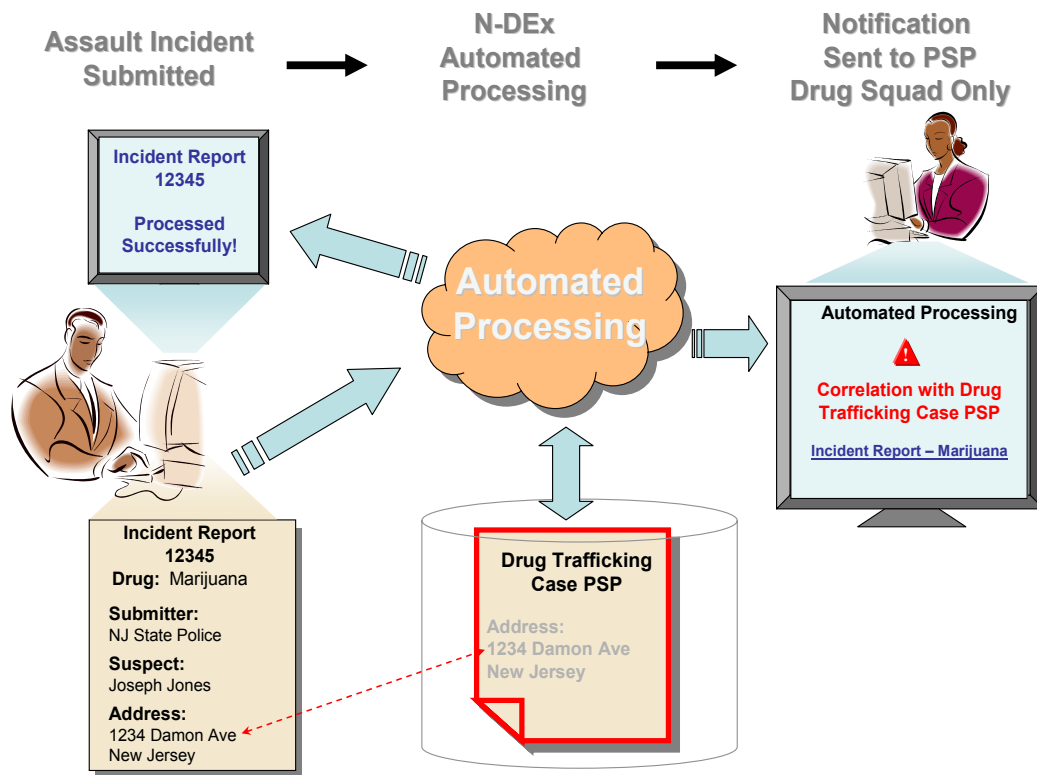 Assault Incident
Submitted
N-DEx
Automated
Processing
Notification
Sent to PSP
Drug Squad Only
Incident Report
12345
Processed
Successfully!
Automated
Processing
Automated Processing
Correlation with Drug
Trafficking Case PSP
Incident Report – Marijuana
Incident Report
12345
Drug: Marijuana
Submitter:
NJ State Police
Suspect:
Joseph Jones
Address:
1234 Damon Ave
New Jersey
Drug Trafficking
Case PSP
Address:
1234 Damon Ave
New Jersey